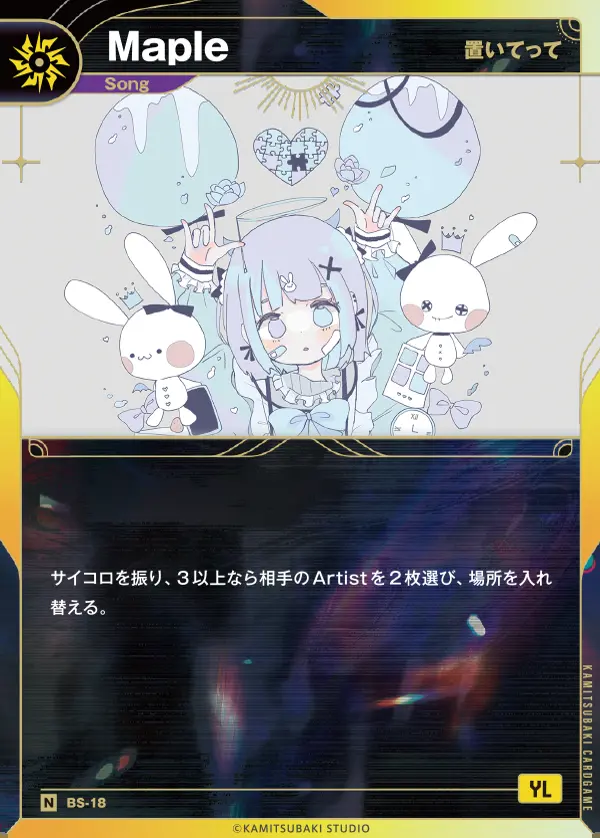 Maple
置いてって
Song
サイコロを振り、3以上なら相手のArtistを2枚選び、場所を入れ
替える。
KAMITSUBAKI CARDGAME
YL
N BS-18
©KAMITSUBAKI STUDIO